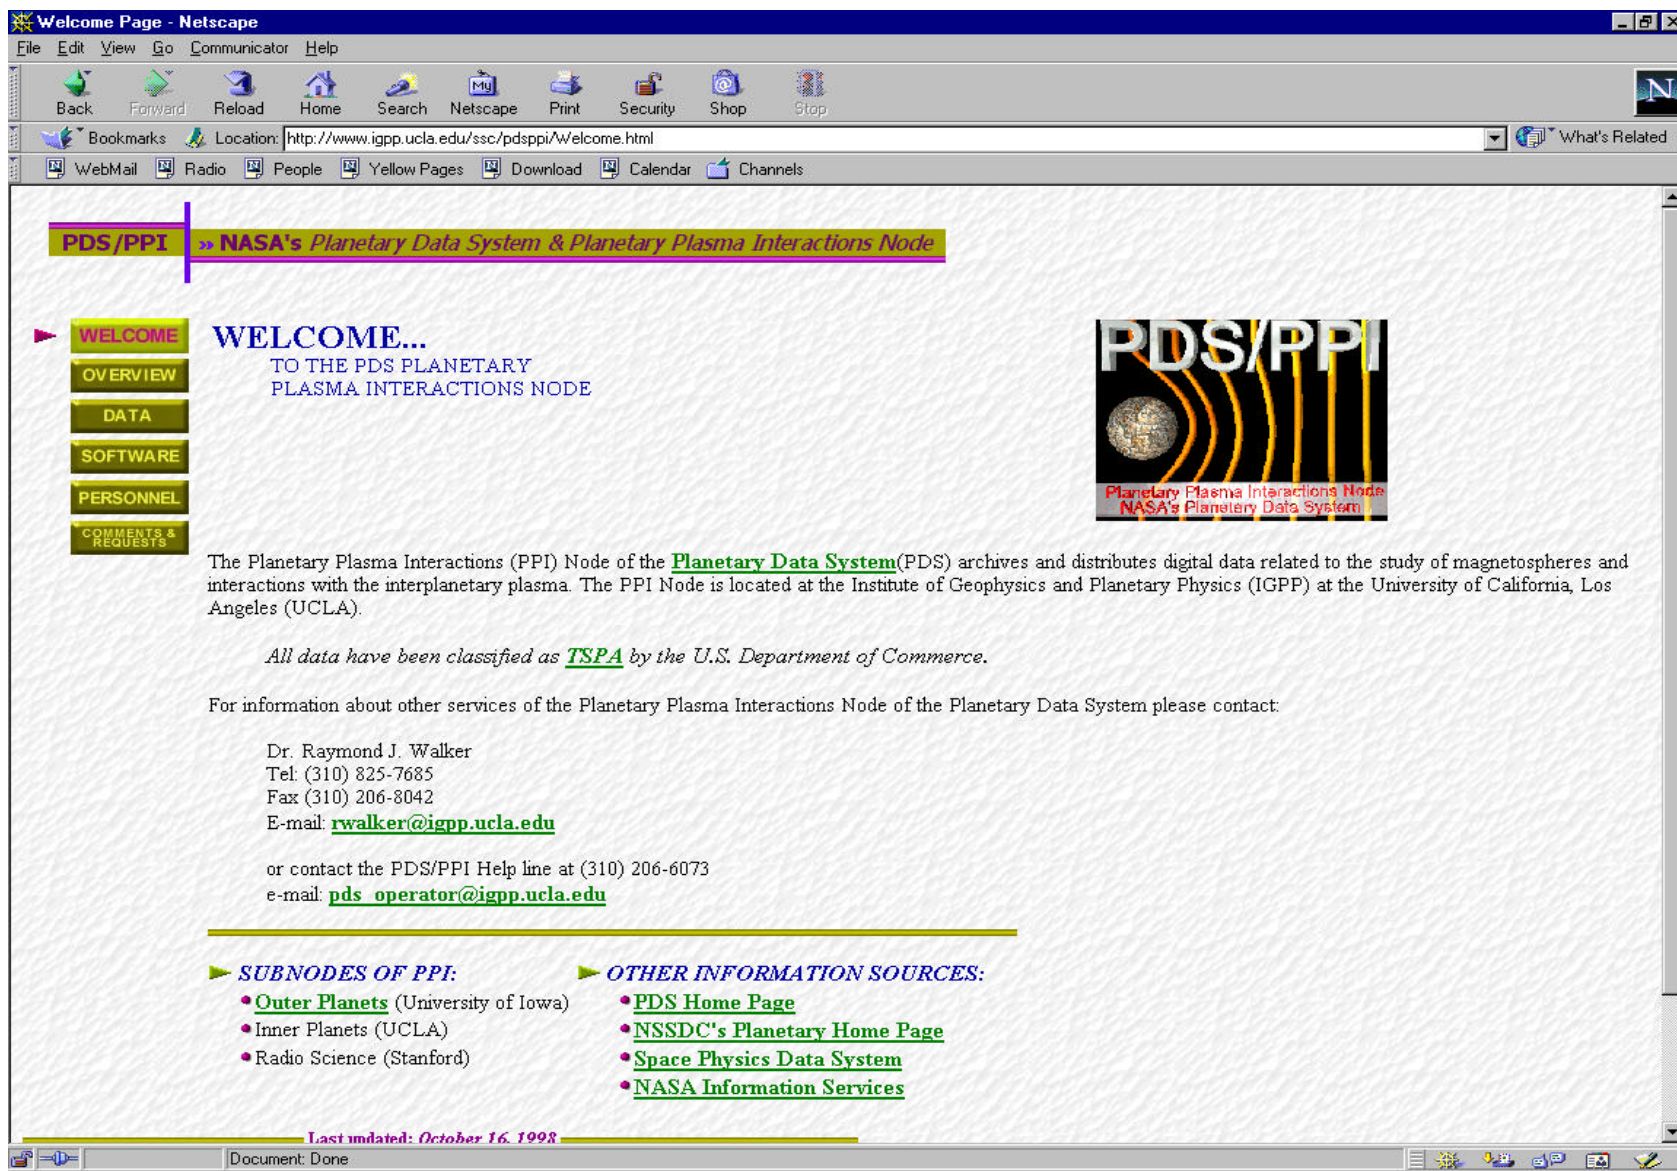 Welcome Page - Netscape
File Edit View Go Communicator Help
Back Forward Reload Home Search Netscape Print Security Shop Stop
My
N
Bookmarks Location: http://www.igpp.ucla.edu/ssc/pdsppi/Welcome.html What's Related
WebMail Radio People Yellow Pages Download Calendar Channels
PDS/PPI » NASA's Planetary Data System & Planetary Plasma Interactions Node
WELCOME
OVERVIEW
DATA
SOFTWARE
PERSONNEL
COMMENTS &
REQUESTS
WELCOME...
TO THE PDS PLANETARY
PLASMA INTERACTIONS NODE
PDS/PPI
Planetary Plasma Interactions Node
NASA's Planetary Data System
The Planetary Plasma Interactions (PPI) Node of the Planetary Data System(PDS) archives and distributes digital data related to the study of magnetospheres and
interactions with the interplanetary plasma. The PPI Node is located at the Institute of Geophysics and Planetary Physics (IGPP) at the University of California, Los
Angeles (UCLA).
All data have been classified as TSPA by the U.S. Department of Commerce.
For information about other services of the Planetary Plasma Interactions Node of the Planetary Data System please contact:
Dr. Raymond J. Walker
Tel: (310) 825-7685
Fax (310) 206-8042
E-mail: rwalker@igpp.ucla.edu
or contact the PDS/PPI Help line at (310) 206-6073
e-mail: pds_operator@igpp.ucla.edu
SUBNODES OF PPI:
Outer Planets (University of Iowa)
Inner Planets (UCLA)
Radio Science (Stanford)
OTHER INFORMATION SOURCES:
PDS Home Page
NSSDC's Planetary Home Page
Space Physics Data System
NASA Information Services
Last updated: October 16, 1998
Document: Done